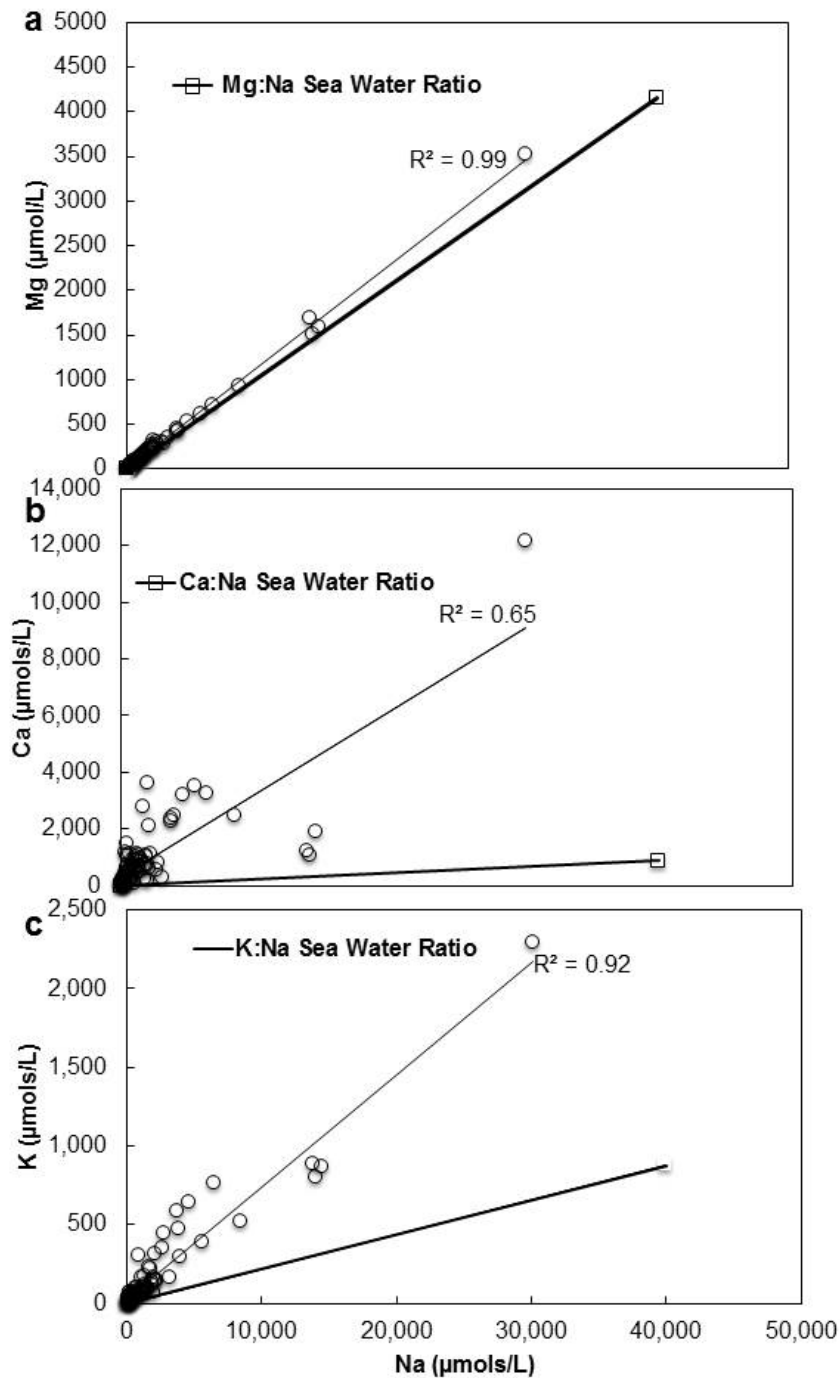 a
5000
4500
4000
3500
3000
2500
2000
1500
1000
500
0
Mg (µmol/L)
Mg:Na Sea Water Ratio
R² = 0.99
b
14,000
12,000
10,000
8,000
6,000
4,000
2,000
0
Ca (µmols/L)
Ca:Na Sea Water Ratio
R² = 0.65
c
2,500
2,000
1,500
1,000
500
0
K (µmols/L)
K:Na Sea Water Ratio
R² = 0.92
0 10,000 20,000 30,000 40,000 50,000
Na (µmols/L)